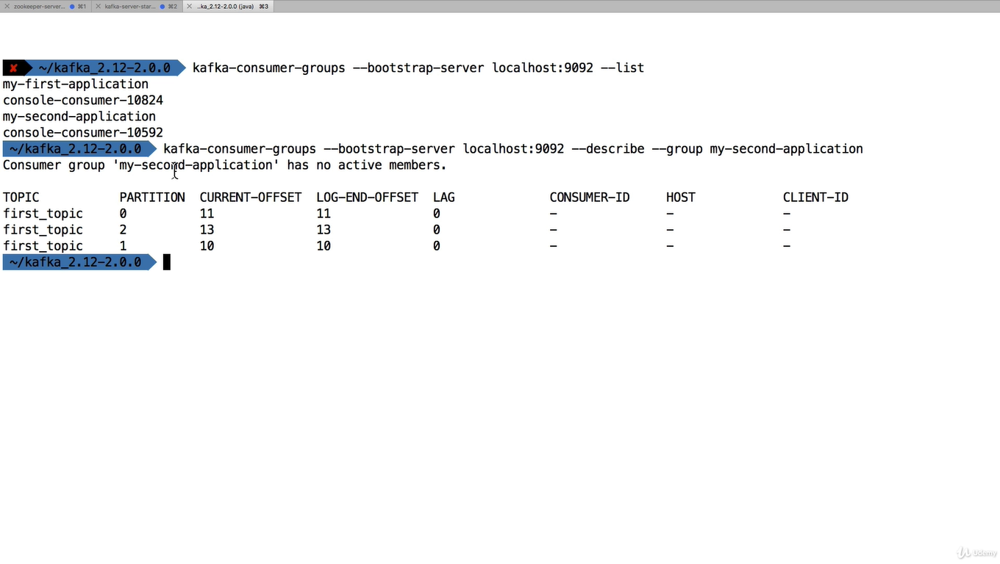 zookeeper-server... ⌘1 kafka-server-star... ⌘2 ..ka_2.12-2.0.0 (java) ⌘3
✘ ~/kafka_2.12-2.0.0 kafka-consumer-groups --bootstrap-server localhost:9092 --list
my-first-application
console-consumer-10824
my-second-application
console-consumer-10592
~/kafka_2.12-2.0.0 kafka-consumer-groups --bootstrap-server localhost:9092 --describe --group my-second-application
Consumer group 'my-second-application' has no active members.
TOPIC PARTITION CURRENT-OFFSET LOG-END-OFFSET LAG CONSUMER-ID HOST CLIENT-ID
first_topic 0 11 11 0 - - -
first_topic 2 13 13 0 - - -
first_topic 1 10 10 0 - - -
~/kafka_2.12-2.0.0
Udemy